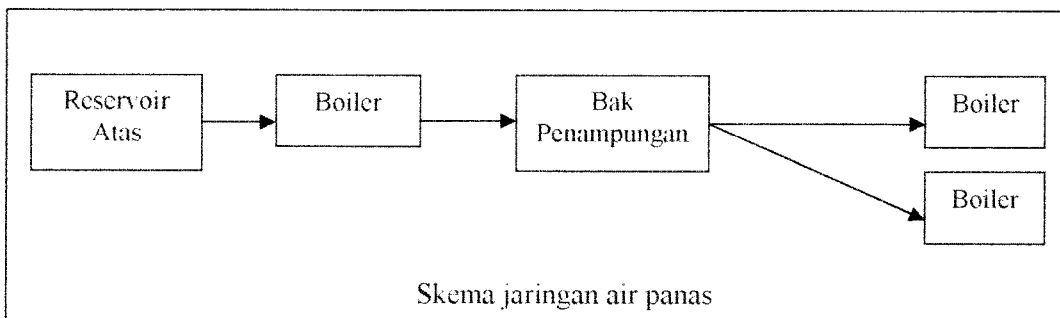 Reservoir
Atas
Boiler
Bak
Penampungan
Boiler
Boiler
Skema jaringan air panas